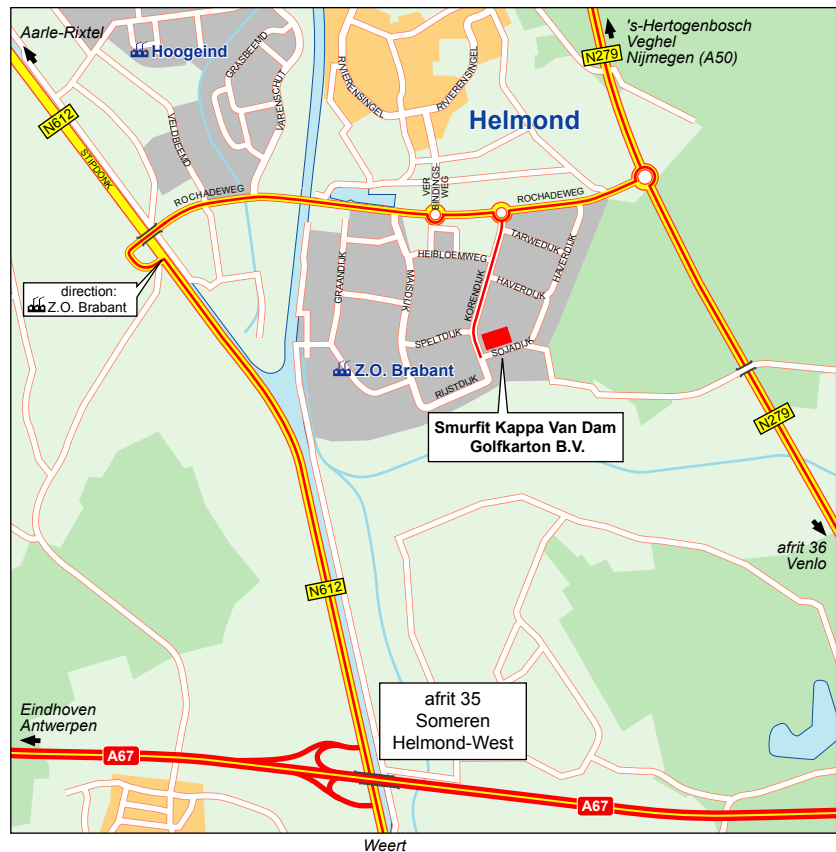 Aarle-Rixtel
's-Hertogenbosch
Veghel
Nijmegen (A50)
N279
Hoogeind
GRASBEEMD
VARENSCHUT
RIVIERENSINGEL
RIVIERENSINGEL
Helmond
N612
STIPDONK
VELDBEEMD
ROCHADEWEG
VER
BINDINGS-
WEG
ROCHADEWEG
TARWEDIJK
HAVERDIJK
HEIBLOEMWEG
GRAANDIJK
MAISDIJK
KORENDIJK
HAVERDIJK
direction:
Z.O. Brabant
SPELTDIJK
SOJADIJK
Z.O. Brabant
RIJSTDIJK
Smurfit Kappa Van Dam
Golfkarton B.V.
N279
afrit 36
Venlo
N612
afrit 35
Someren
Helmond-West
Eindhoven
Antwerpen
A67
A67
Weert